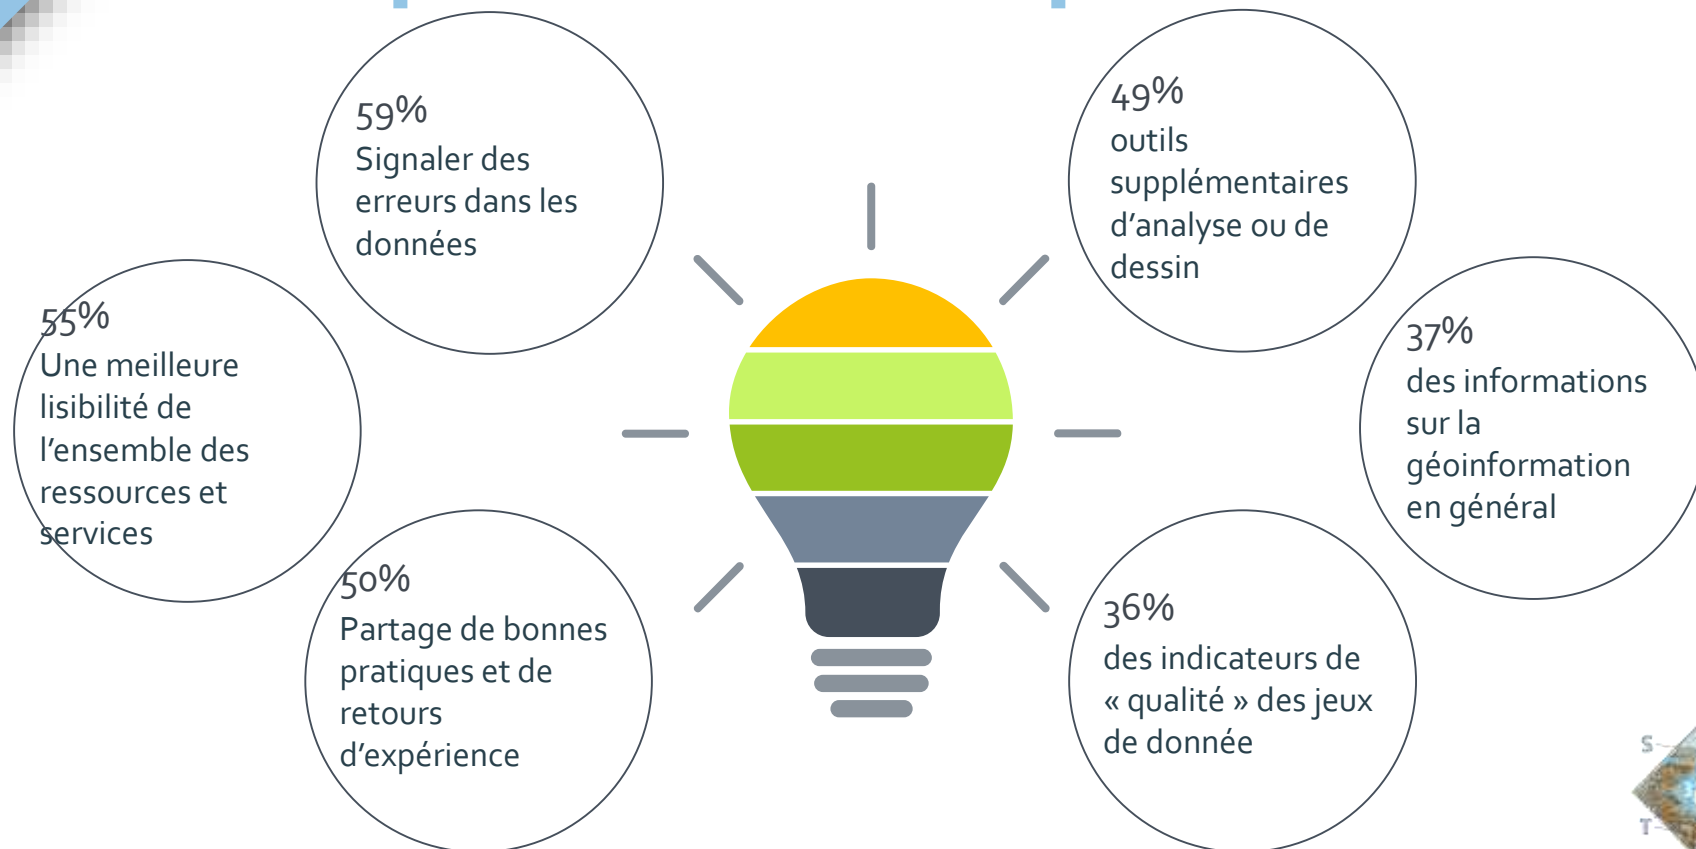 59%
Signaler des
erreurs dans les
données
49%
outils
supplémentaires
d'analyse ou de
dessin
55%
Une meilleure
lisibilité de
l'ensemble des
ressources et
services
37%
des informations
sur la
géoinformation
en général
50%
Partage de bonnes
pratiques et de
retours
d'expérience
36%
des indicateurs de
« qualité » des jeux
de donnée
S
T